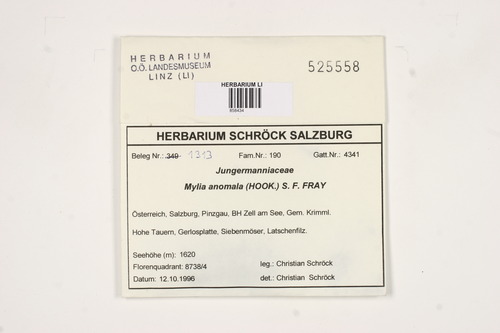 HERBARIUM
O.Ö. LANDESMUSEUM
LINZ (LI)
525558
HERBARIUM LI
HERBARIUM SCHRÖCK SALZBURG
Beleg Nr.: 349 1313 Fam.Nr.: 190 Gatt.Nr.: 4341
Jungermanniaceae
Mylia anomala (HOOK.) S. F. FRAY
Österreich, Salzburg, Pinzgau, BH Zell am See, Gem. Krimml.
Hohe Tauern, Gerlosplatte, Siebenmöser, Latschenfilz.
Seehöhe (m): 1620
Florenquadrant: 8738/4 leg.: Christian Schröck
Datum: 12.10.1996 det.: Christian Schröck